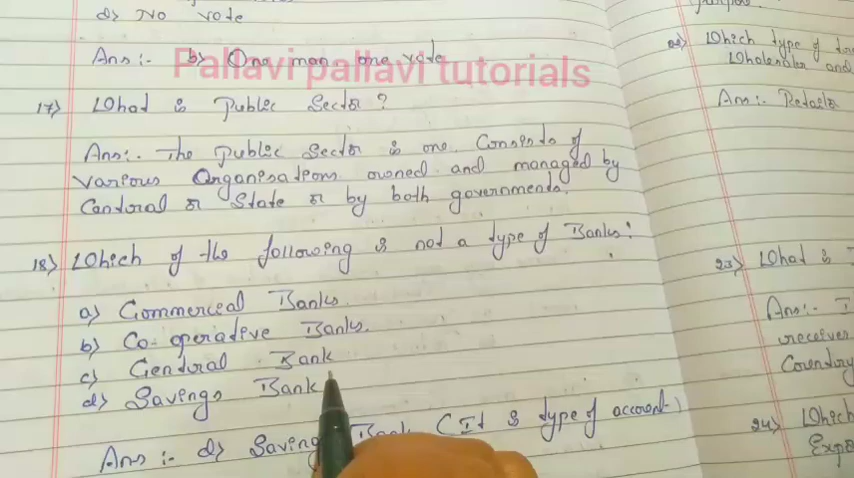 d) No vote
Ans :- b) One man one vote
Pallavi pallavi tutorials
17) What is Public Sector?
Ans:- The Public Sector is one Consists of
Various Organisations owned and managed by
Central or State or by both governments.
18) Which of the following is not a type of Banks:
a) Commercial Banks.
b) Co-operative Banks.
c) Central Bank
d) Savings Bank
Ans :- d) Saving Bank (It is type of account)
Which type of
Wholesaler and
Ans:- Retailer
23) What is
Ans:- I
receiver
Country
24) Which
Expo